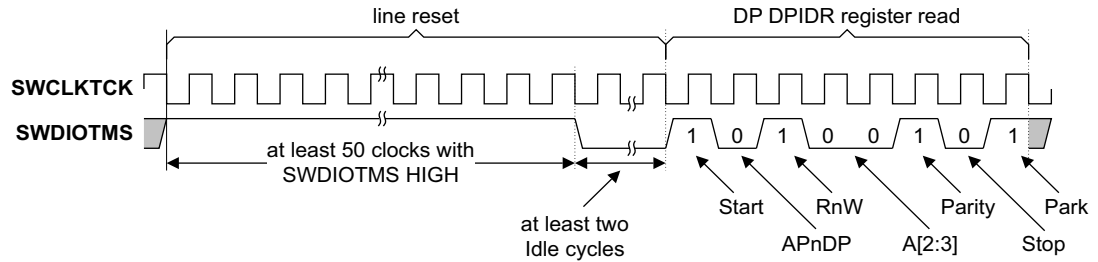 line reset
DP DPIDR register read
SWCLKTCK
SWDIOTMS
1 0 1 0 0 1 0 1
at least 50 clocks with
SWDIOTMS HIGH
at least two
Idle cycles
Start
RnW
Parity
Park
APnDP
A[2:3]
Stop